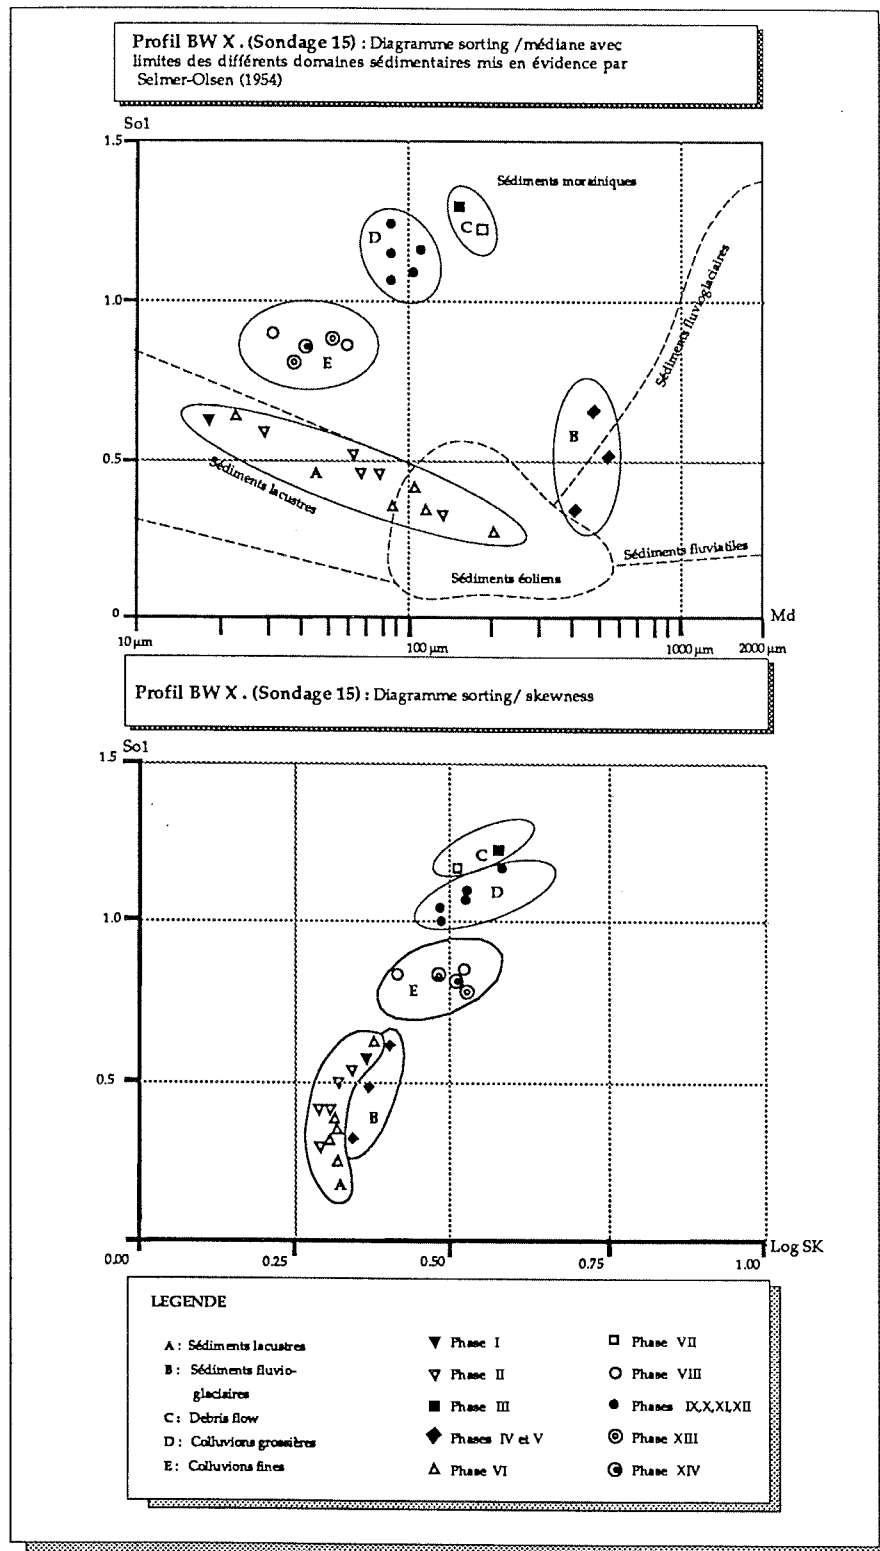 Profil BW X . (Sondage 15) : Diagramme sorting /médiane avec
limites des différents domaines sédimentaires mis en évidence par
Selmer-Olsen (1954)
So1
1.5
Sédiments morainiques
C
D
1.0
Sédiments fluvioglaciaires
E
B
0.5
A
Sédiments lacustres
Sédiments éoliens
Sédiments fluviatiles
0
Md
10 µm
100 µm
1000 µm
2000 µm
Profil BW X . (Sondage 15) : Diagramme sorting/ skewness
So1
1.5
C
D
1.0
E
0.5
B
A
Log SK
0.00
0.25
0.50
0.75
1.00
LEGENDE
A : Sédiments lacustres
B : Sédiments fluvio-
glaciaires
C : Debris flow
D : Colluvions grossières
E : Colluvions fines
Phase I
Phase II
Phase III
Phases IV et V
Phase VI
Phase VII
Phase VIII
Phases IX,X,XI,XII
Phase XIII
Phase XIV